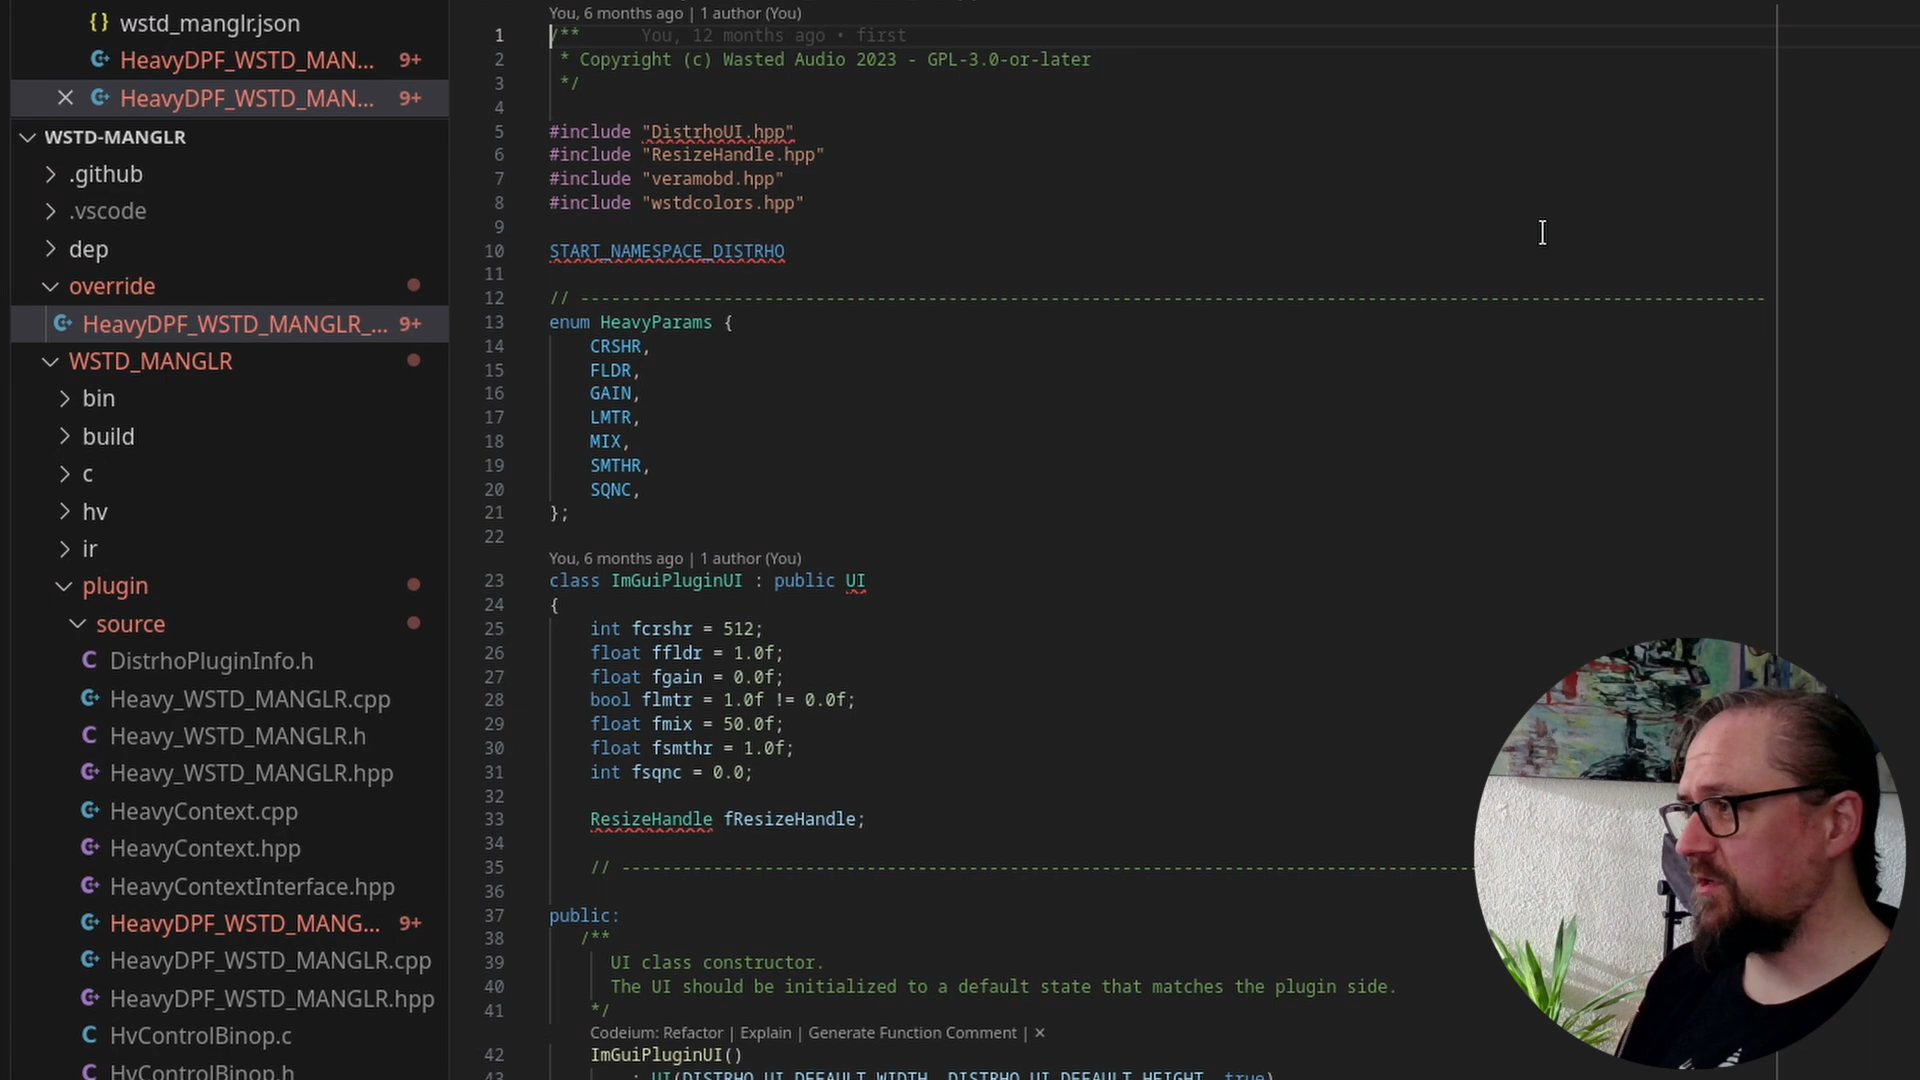 wstd_manglr.json
HeavyDPF_WSTD_MAN... 9+
HeavyDPF_WSTD_MAN... 9+
WSTD-MANGLR
.github
.vscode
dep
override
HeavyDPF_WSTD_MANGLR_... 9+
WSTD_MANGLR
bin
build
c
hv
ir
plugin
source
DistrhoPluginInfo.h
Heavy_WSTD_MANGLR.cpp
Heavy_WSTD_MANGLR.h
Heavy_WSTD_MANGLR.hpp
HeavyContext.cpp
HeavyContext.hpp
HeavyContextInterface.hpp
HeavyDPF_WSTD_MANG... 9+
HeavyDPF_WSTD_MANGLR.cpp
HeavyDPF_WSTD_MANGLR.hpp
HvControlBinop.c
HvControlBinop.h
You, 6 months ago | 1 author (You)
1 /** You, 12 months ago • first
2 * Copyright (c) Wasted Audio 2023 - GPL-3.0-or-later
3 */
4
5 #include "DistrhoUI.hpp"
6 #include "ResizeHandle.hpp"
7 #include "veramobd.hpp"
8 #include "wstdcolors.hpp"
9
10 START_NAMESPACE_DISTRHO
11
12 // --------------------------------------------------------------------------------------------------------------------
13 enum HeavyParams {
14 CRSHR,
15 FLDR,
16 GAIN,
17 LMTR,
18 MIX,
19 SMTHR,
20 SQNC,
21 };
22
You, 6 months ago | 1 author (You)
23 class ImGuiPluginUI : public UI
24 {
25 int fcrshr = 512;
26 float ffldr = 1.0f;
27 float fgain = 0.0f;
28 bool flmtr = 1.0f != 0.0f;
29 float fmix = 50.0f;
30 float fsmthr = 1.0f;
31 int fsqnc = 0.0;
32
33 ResizeHandle fResizeHandle;
34
35 // -----------------------------------------------------------------------------------
36
37 public:
38 /**
39 UI class constructor.
40 The UI should be initialized to a default state that matches the plugin side.
41 */
Codeium: Refactor | Explain | Generate Function Comment | ✕
42 ImGuiPluginUI()
43 : UI(DISTRHO_UI_DEFAULT_WIDTH, DISTRHO_UI_DEFAULT_HEIGHT, true)